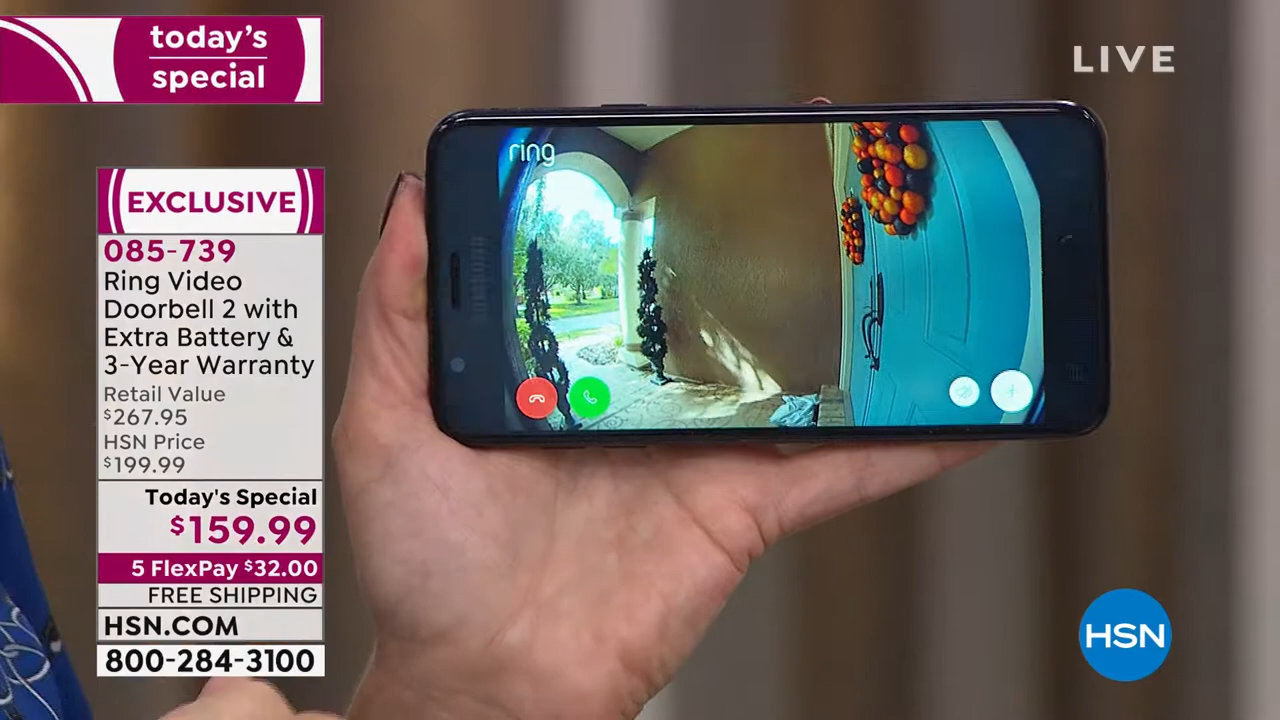 today's
special
LIVE
ring
EXCLUSIVE
085-739
Ring Video
Doorbell 2 with
Extra Battery &
3-Year Warranty
Retail Value
$267.95
HSN Price
$199.99
Today's Special
$159.99
5 FlexPay $32.00
FREE SHIPPING
HSN.COM
800-284-3100
HSN